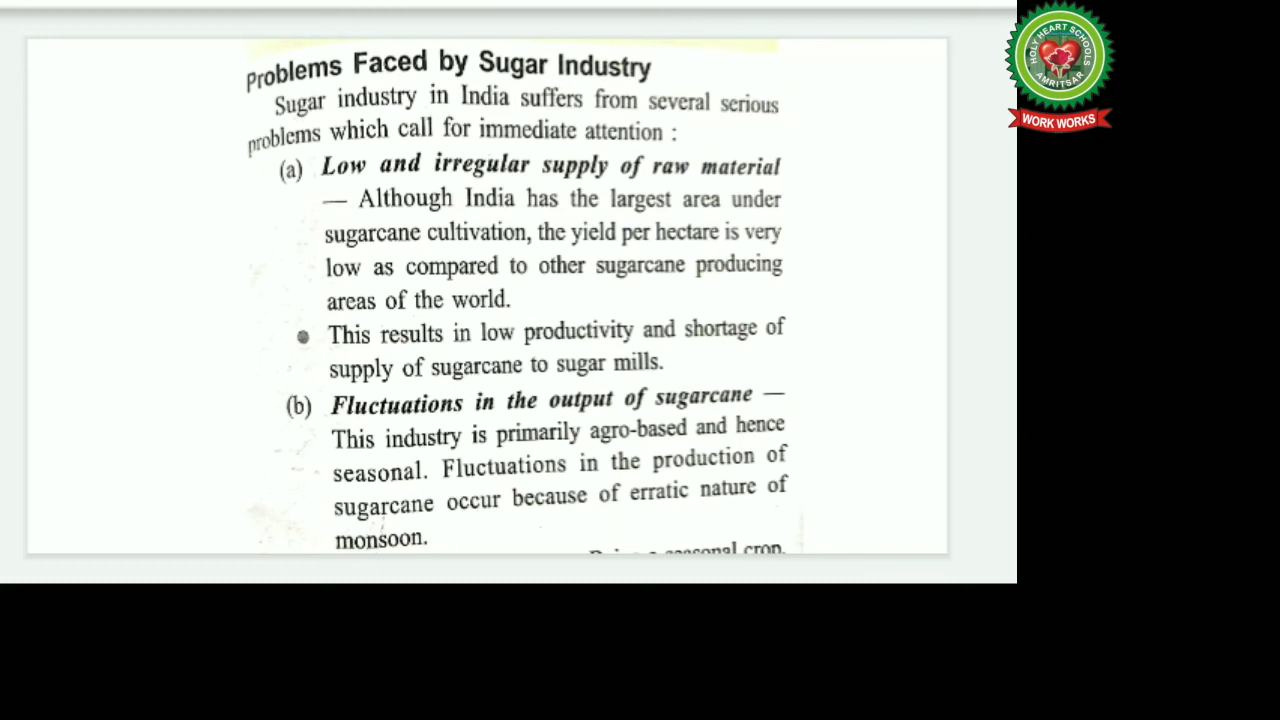 Problems Faced by Sugar Industry
Sugar industry in India suffers from several serious
problems which call for immediate attention :
(a) Low and irregular supply of raw material
— Although India has the largest area under
sugarcane cultivation, the yield per hectare is very
low as compared to other sugarcane producing
areas of the world.
● This results in low productivity and shortage of
supply of sugarcane to sugar mills.
(b) Fluctuations in the output of sugarcane —
This industry is primarily agro-based and hence
seasonal. Fluctuations in the production of
sugarcane occur because of erratic nature of
monsoon.
seasonal crop,
HOLY HEART SCHOOLS
AMRITSAR
WORK WORKS